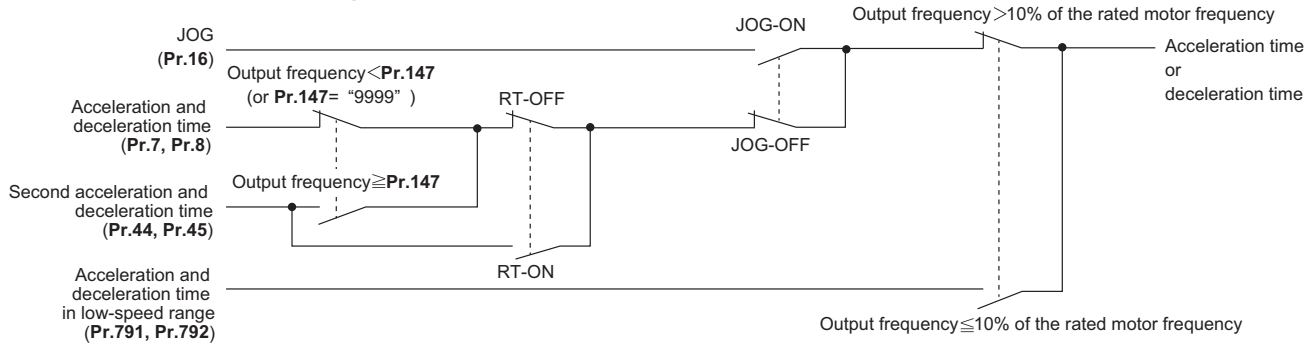 Output frequency＞10% of the rated motor frequency
JOG-ON
JOG
(Pr.16)
Acceleration time
or
deceleration time
Output frequency＜Pr.147
(or Pr.147= “9999” )
RT-OFF
Acceleration and
deceleration time
(Pr.7, Pr.8)
JOG-OFF
Output frequency≧Pr.147
Second acceleration and
deceleration time
(Pr.44, Pr.45)
RT-ON
Acceleration and
deceleration time
in low-speed range
(Pr.791, Pr.792)
Output frequency≦10% of the rated motor frequency